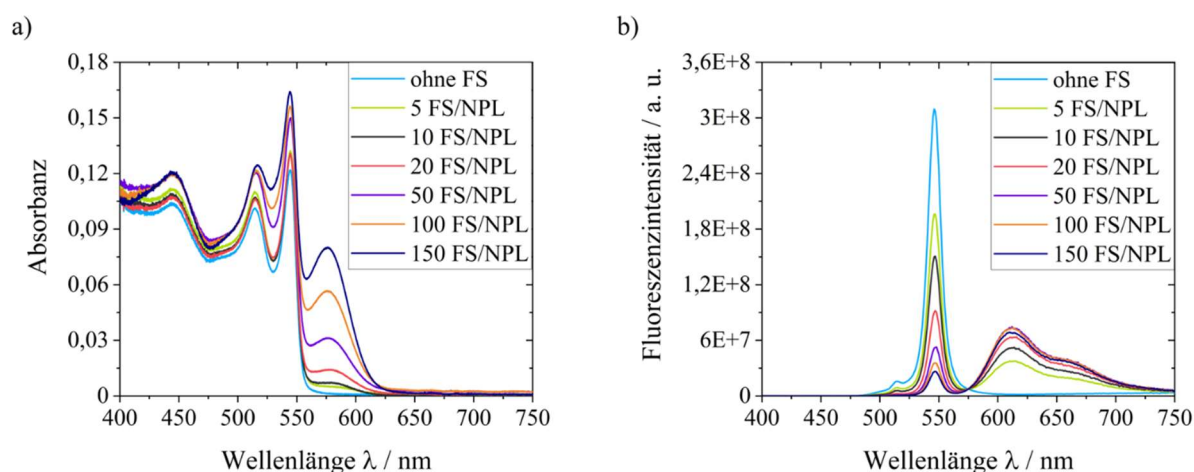 a)
Absorbanz
0,18
0,15
0,12
0,09
0,06
0,03
0
400 450 500 550 600 650 700 750
Wellenlänge λ / nm
ohne FS
5 FS/NPL
10 FS/NPL
20 FS/NPL
50 FS/NPL
100 FS/NPL
150 FS/NPL
b)
Fluoreszenzintensität / a. u.
3,6E+8
3E+8
2,4E+8
1,8E+8
1,2E+8
6E+7
0
400 450 500 550 600 650 700 750
Wellenlänge λ / nm
ohne FS
5 FS/NPL
10 FS/NPL
20 FS/NPL
50 FS/NPL
100 FS/NPL
150 FS/NPL